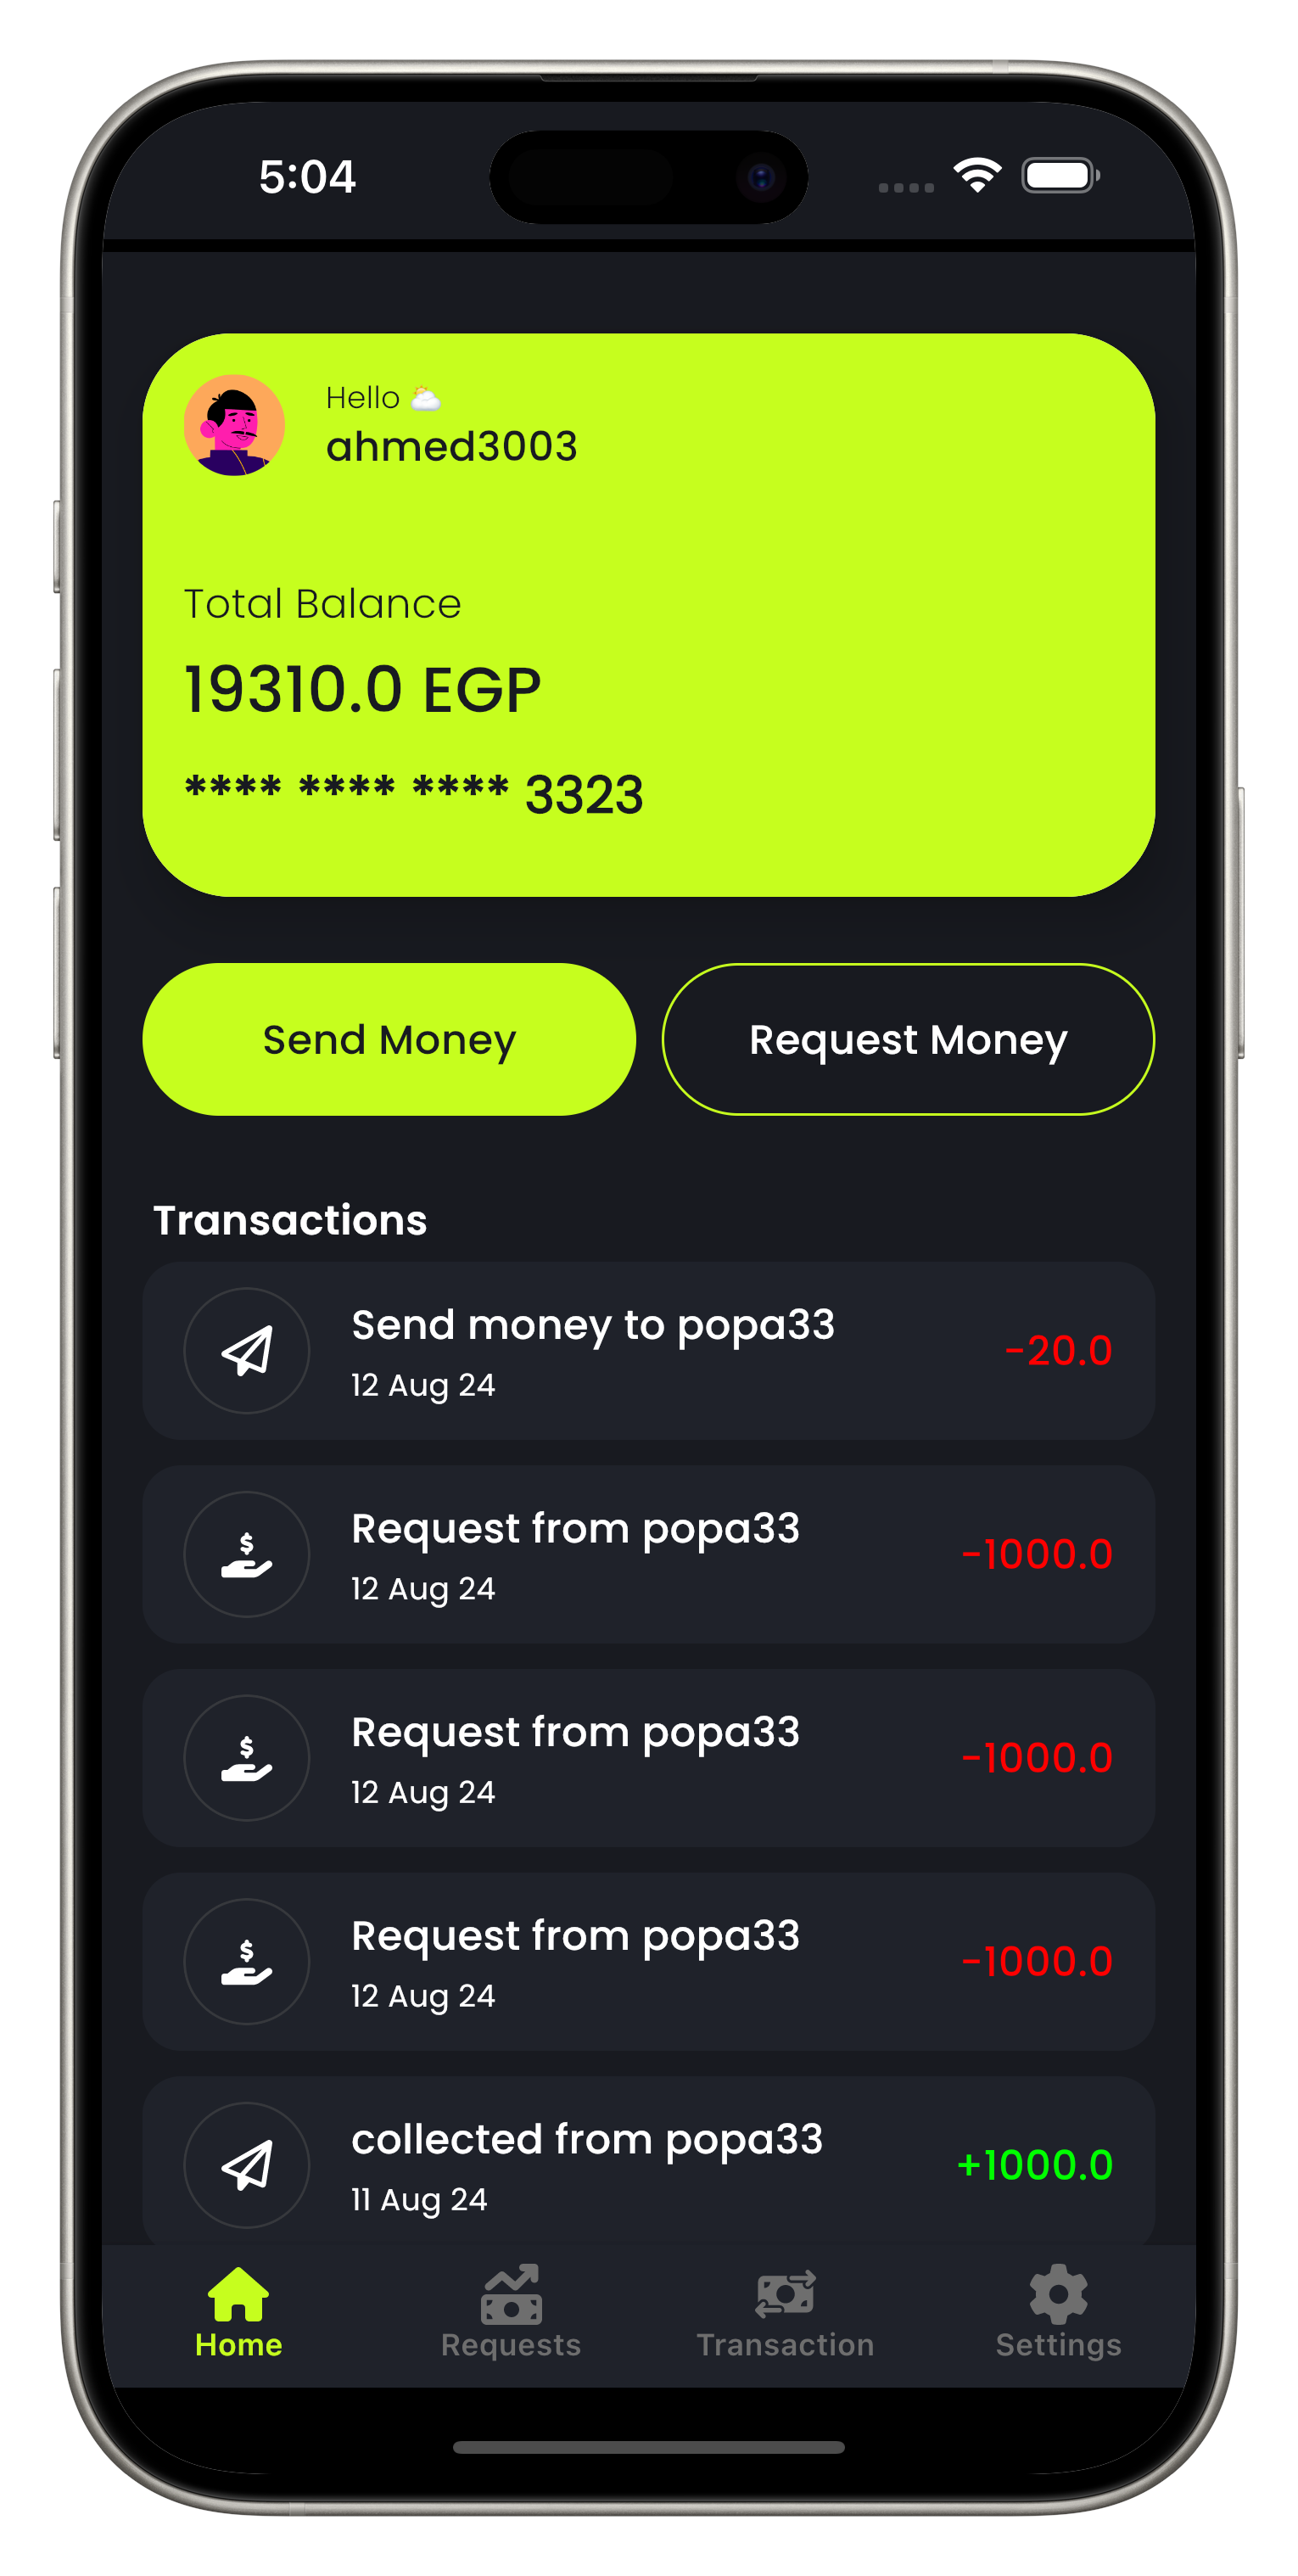 5:04
Hello
ahmed3003
Total Balance
19310.0 EGP
**** **** **** 3323
Send Money
Request Money
Transactions
Send money to popa33
-20.0
12 Aug 24
$
Request from popa33
-1000.0
12 Aug 24
$
Request from popa33
-1000.0
12 Aug 24
$
Request from popa33
-1000.0
12 Aug 24
collected from popa33
+1000.0
11 Aug 24
Home
Requests
Transaction
Settings